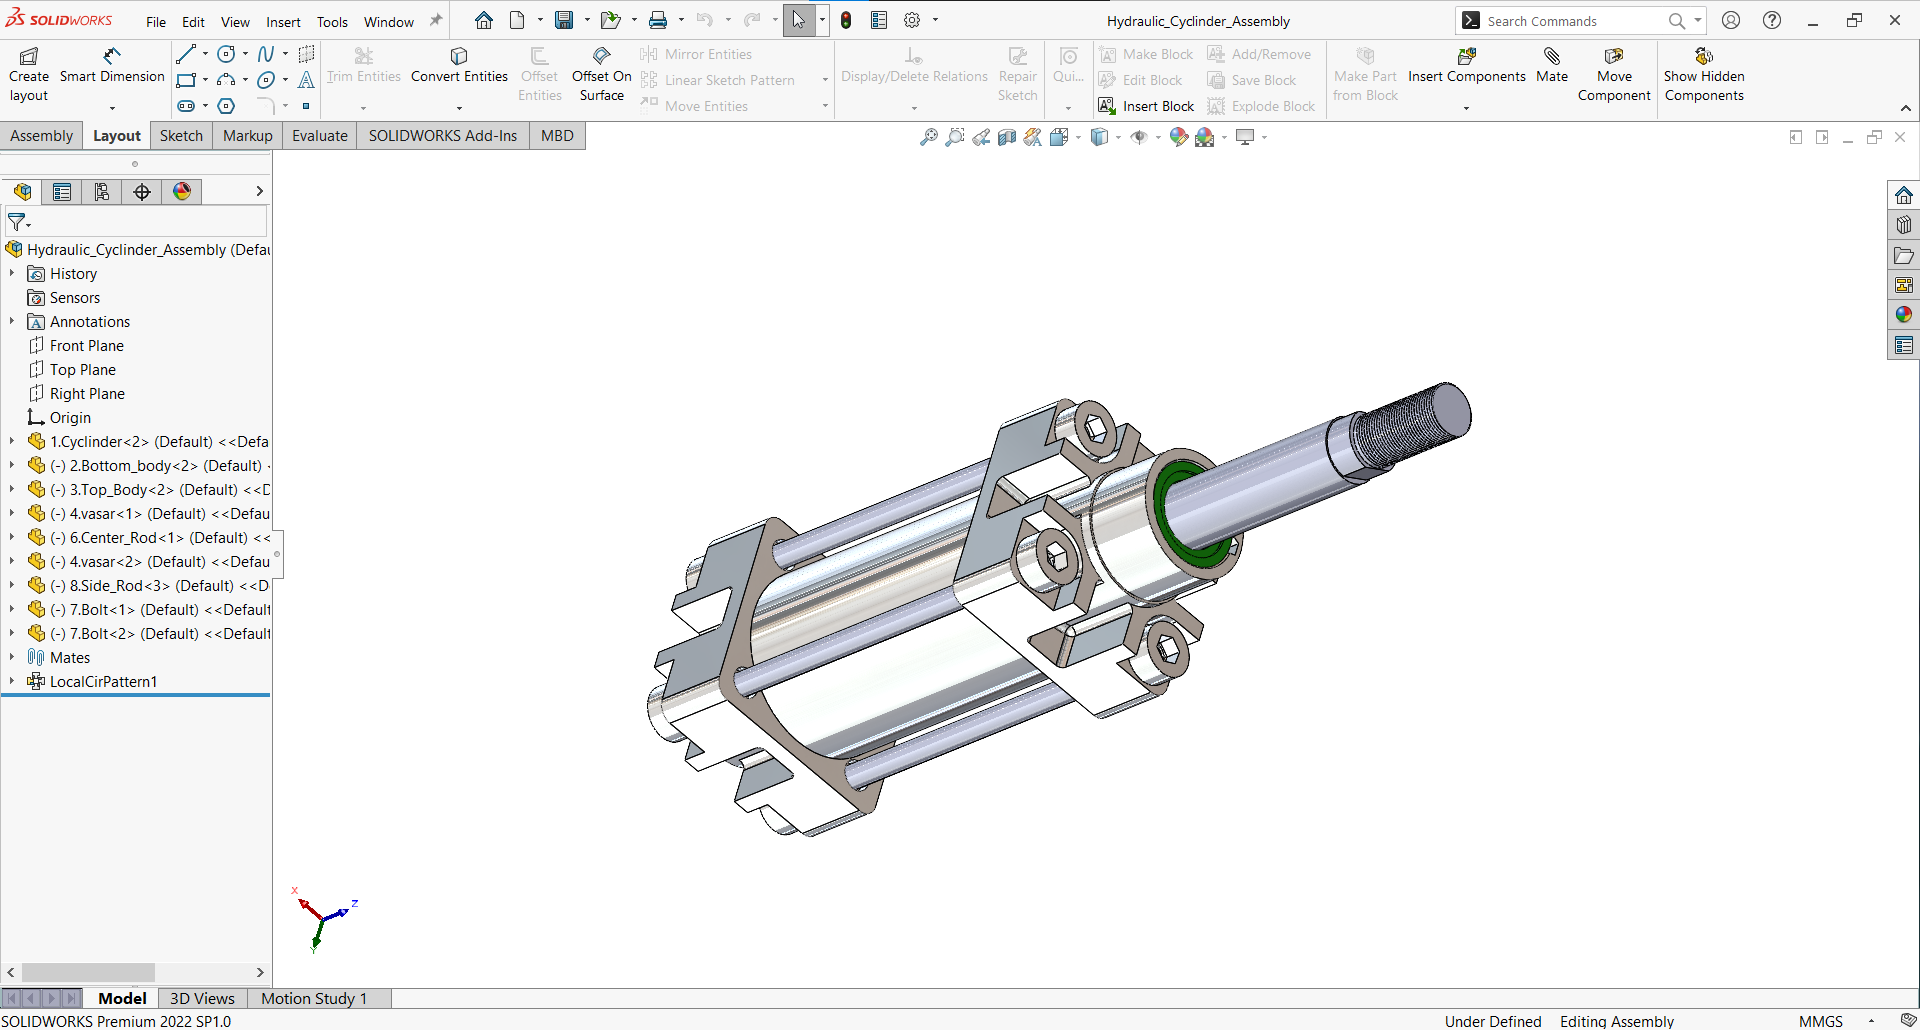 SOLIDWORKS File Edit View Insert Tools Window Hydraulic_Cyclinder_Assembly Search Commands
Create layout
Smart Dimension
Trim Entities
Convert Entities
Offset Entities
Offset On Surface
Mirror Entities
Linear Sketch Pattern
Move Entities
Display/Delete Relations
Repair Sketch
Qui...
Make Block
Edit Block
Insert Block
Add/Remove
Save Block
Explode Block
Make Part from Block
Insert Components
Mate
Move Component
Show Hidden Components
Assembly Layout Sketch Markup Evaluate SOLIDWORKS Add-Ins MBD
Hydraulic_Cyclinder_Assembly (Defau
History
Sensors
Annotations
Front Plane
Top Plane
Right Plane
Origin
1.Cyclinder<2> (Default) <<Defa
(-) 2.Bottom_body<2> (Default)
(-) 3.Top_Body<2> (Default) <<D
(-) 4.vasar<1> (Default) <<Defau
(-) 6.Center_Rod<1> (Default) <<
(-) 4.vasar<2> (Default) <<Defau
(-) 8.Side_Rod<3> (Default) <<D
(-) 7.Bolt<1> (Default) <<Default
(-) 7.Bolt<2> (Default) <<Default
Mates
LocalCirPattern1
X
Z
Y
Model 3D Views Motion Study 1
SOLIDWORKS Premium 2022 SP1.0 Under Defined Editing Assembly MMGS